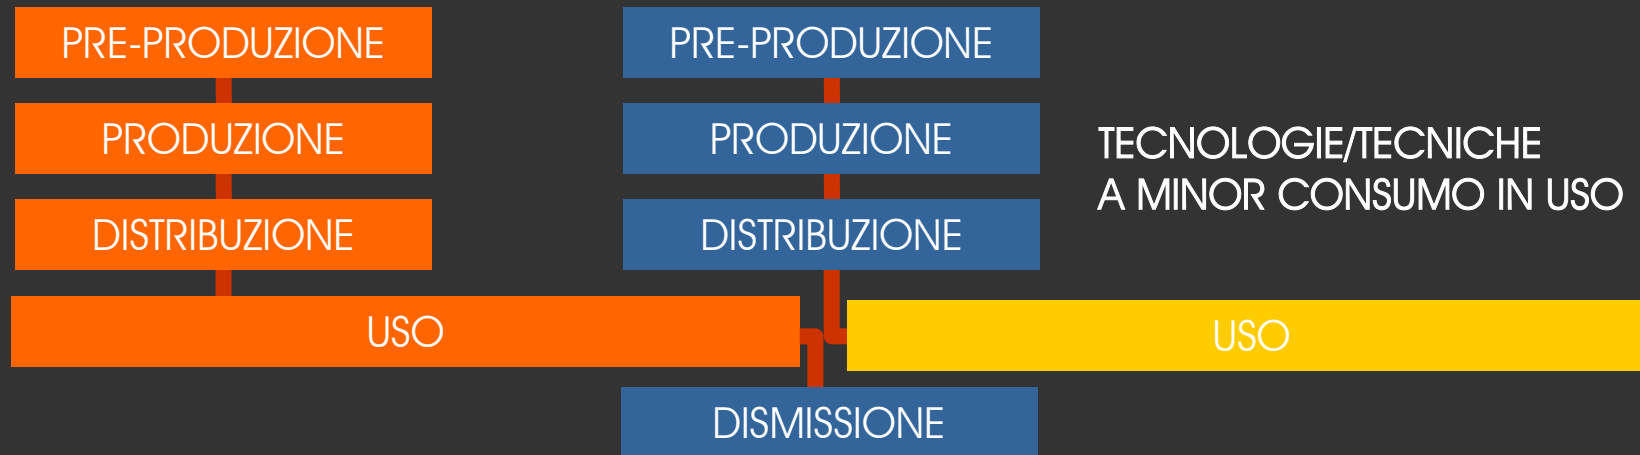 PRE-PRODUZIONE
PRODUZIONE
DISTRIBUZIONE
USO
PRE-PRODUZIONE
PRODUZIONE
DISTRIBUZIONE
USO
DISMISSIONE
TECNOLOGIE/TECNICHE
A MINOR CONSUMO IN USO